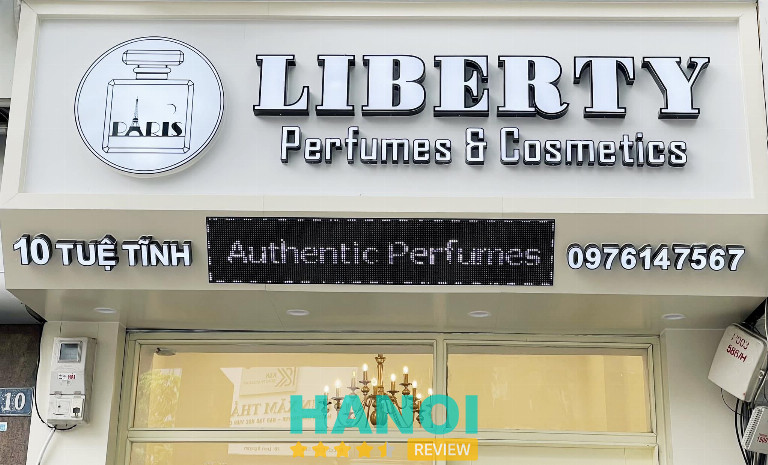 PARIS
LIBERTY
Perfumes & Cosmetics
10 TUỆ TĨNH
Authentic Perfumes
0976147567
10
HANOI
REVIEW